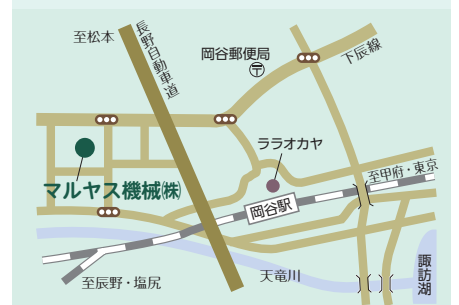 至松本
長野自動車道
岡谷郵便局
〒
下辰線
ララオカヤ
至甲府・東京
マルヤス機械㈱
岡谷駅
至辰野・塩尻
天竜川
諏訪湖